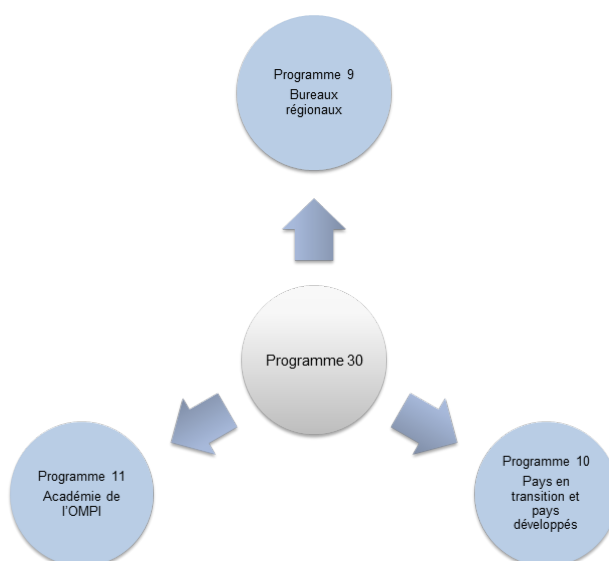 Programme 9
Bureaux
régionaux
Programme 30
Programme 11
Académie de
l’OMPI
Programme 10
Pays en
transition et
pays
développés